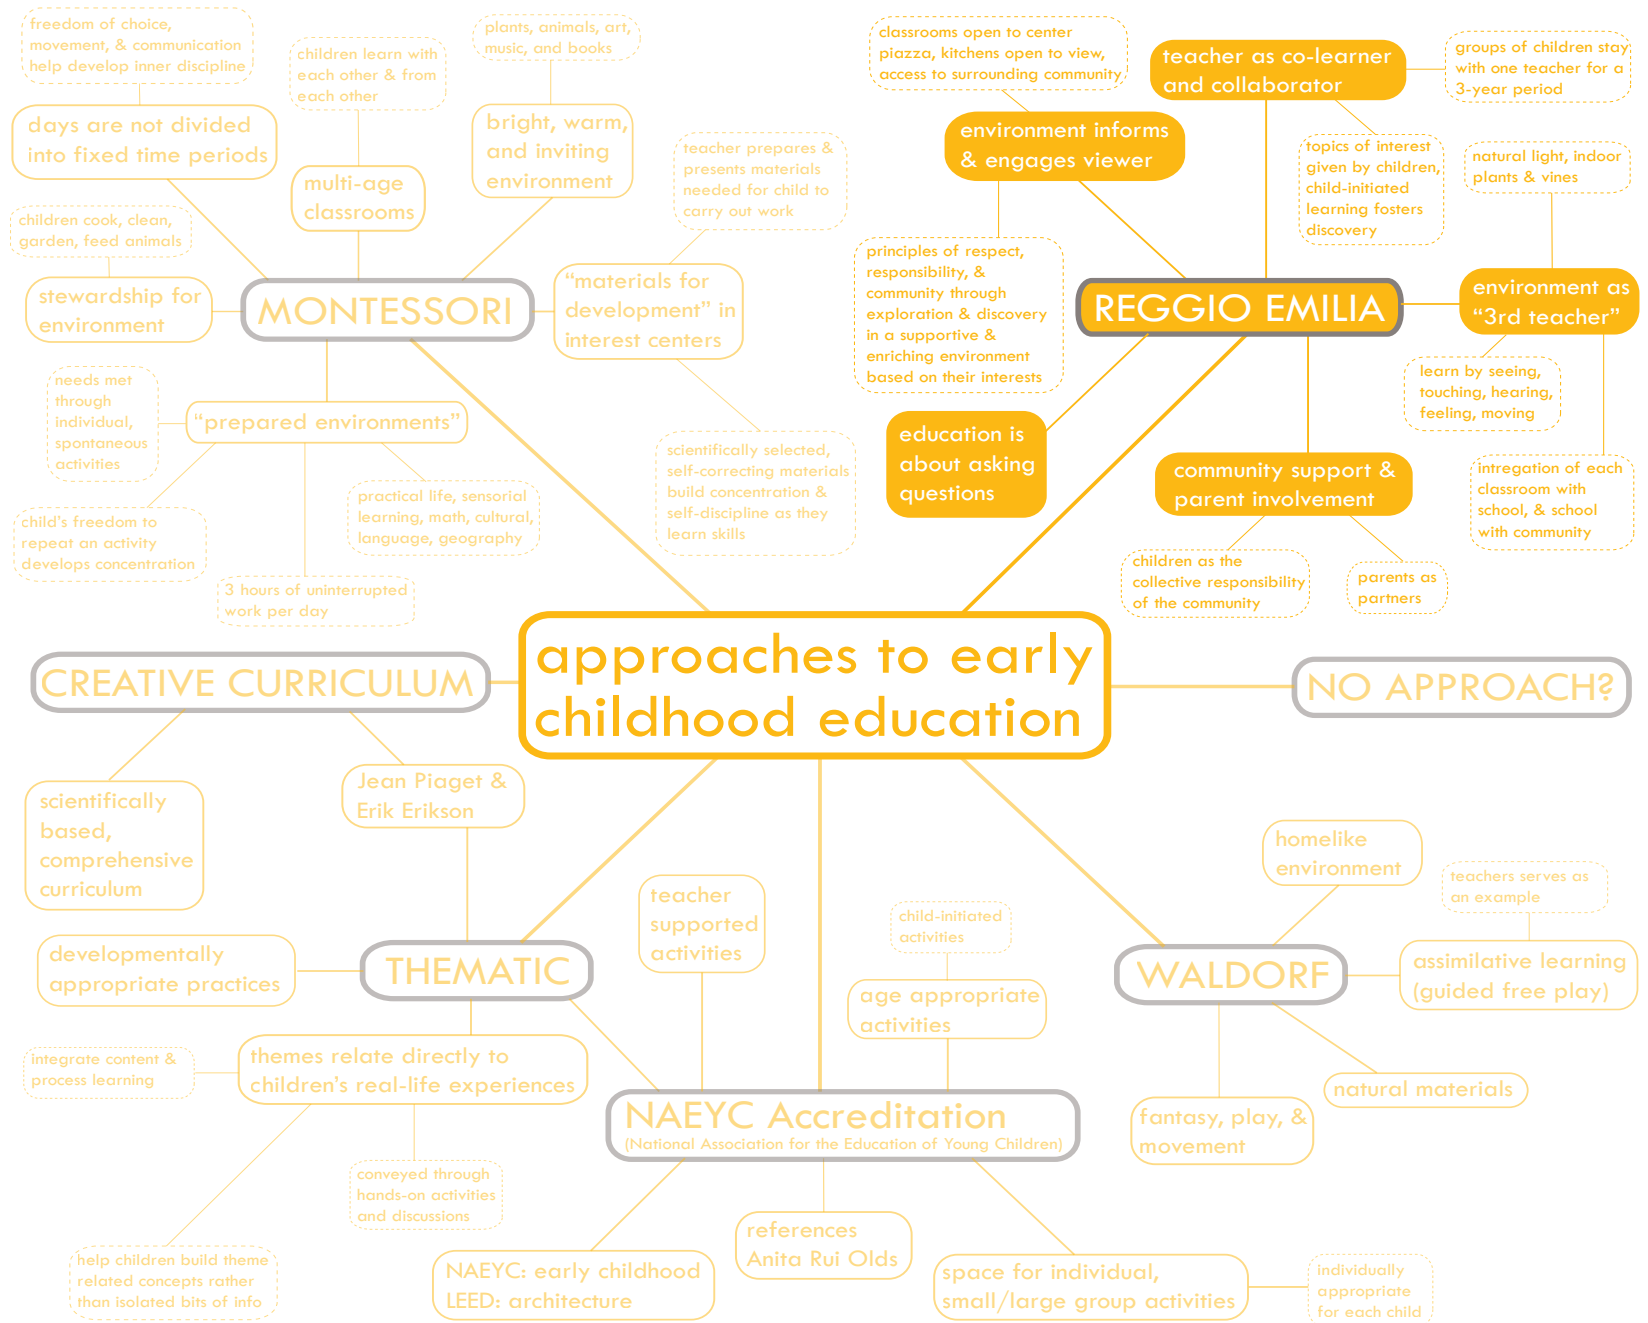 freedom of choice,
movement, & communication
help develop inner discipline
children learn with
each other & from
each other
plants, animals, art,
music, and books
days are not divided
into fixed time periods
multi-age
classrooms
bright, warm,
and inviting
environment
teacher prepares &
presents materials
needed for child to
carry out work
children cook, clean,
garden, feed animals
stewardship for
environment
MONTESSORI
"materials for
development" in
interest centers
needs met
through
individual,
spontaneous
activities
"prepared environments"
child's freedom to
repeat an activity
develops concentration
practical life, sensorial
learning, math, cultural,
language, geography
3 hours of uninterrupted
work per day
scientifically selected,
self-correcting materials
build concentration &
self-discipline as they
learn skills
classrooms open to center
piazza, kitchens open to view,
access to surrounding community
teacher as co-learner
and collaborator
groups of children stay
with one teacher for a
3-year period
environment informs
& engages viewer
topics of interest
given by children,
child-initiated
learning fosters
discovery
natural light, indoor
plants & vines
principles of respect,
responsibility, &
community through
exploration & discovery
in a supportive &
enriching environment
based on their interests
REGGIO EMILIA
environment as
"3rd teacher"
learn by seeing,
touching, hearing,
feeling, moving
education is
about asking
questions
community support &
parent involvement
intregation of each
classroom with
school, & school
with community
children as the
collective responsibility
of the community
parents as
partners
approaches to early
childhood education
CREATIVE CURRICULUM
NO APPROACH?
scientifically
based,
comprehensive
curriculum
Jean Piaget &
Erik Erikson
developmentally
appropriate practices
THEMATIC
integrate content &
process learning
themes relate directly to
children's real-life experiences
conveyed through
hands-on activities
and discussions
help children build theme
related concepts rather
than isolated bits of info
teacher
supported
activities
child-initiated
activities
age appropriate
activities
NAEYC Accreditation
(National Association for the Education of Young Children)
NAEYC: early childhood
LEED: architecture
references
Anita Rui Olds
space for individual,
small/large group activities
individually
appropriate
for each child
homelike
environment
teachers serves as
an example
WALDORF
assimilative learning
(guided free play)
natural materials
fantasy, play, &
movement